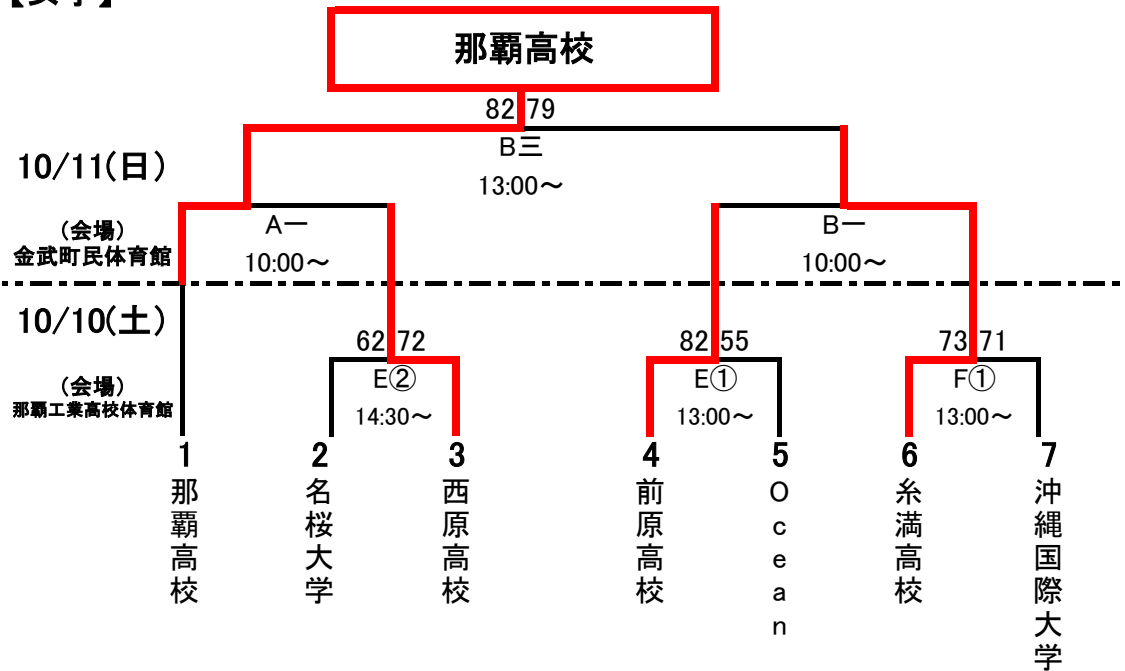 那覇高校
82 79
B三
13:00～
10/11(日)
(会場)
金武町民体育館
A一
10:00～
B一
10:00～
10/10(土)
(会場)
那覇工業高校体育館
62 72
E②
14:30～
82 55
E①
13:00～
73 71
F①
13:00～
1
那覇高校
2
名桜大学
3
西原高校
4
前原高校
5
Ocean
6
糸満高校
7
沖縄国際大学